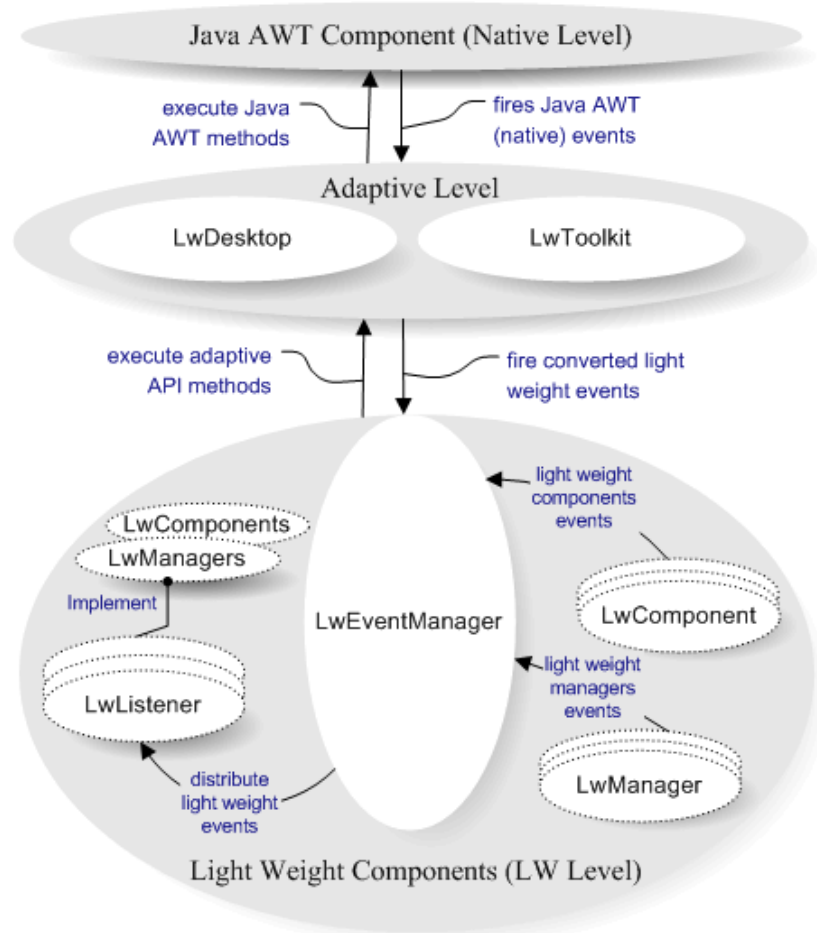 Java AWT Component (Native Level)
execute Java
AWT methods
fires Java AWT
(native) events
Adaptive Level
LwDesktop
LwToolkit
execute adaptive
API methods
fire converted light
weight events
light weight
components
events
LwComponents
LwManagers
Implement
LwComponent
LwEventManager
light weight
managers
events
LwListener
LwManager
distribute
light weight
events
Light Weight Components (LW Level)